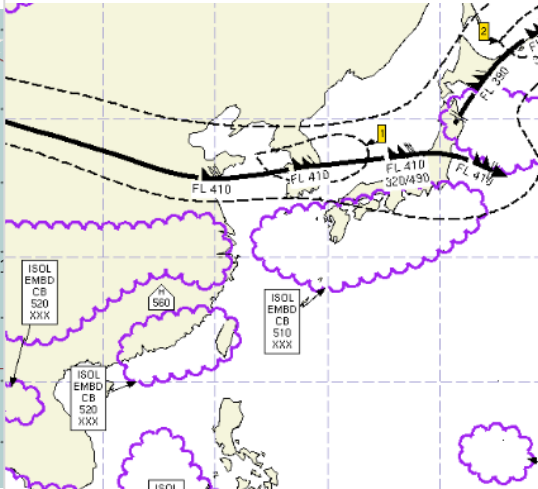 2
FL
FL 390
1
FL 410
FL 410
FL 410
320/490
FL 410
ISOL
EMBD
CB
520
XXX
H
560
ISOL
EMBD
CB
510
XXX
ISOL
EMBD
CB
520
XXX
ISOL